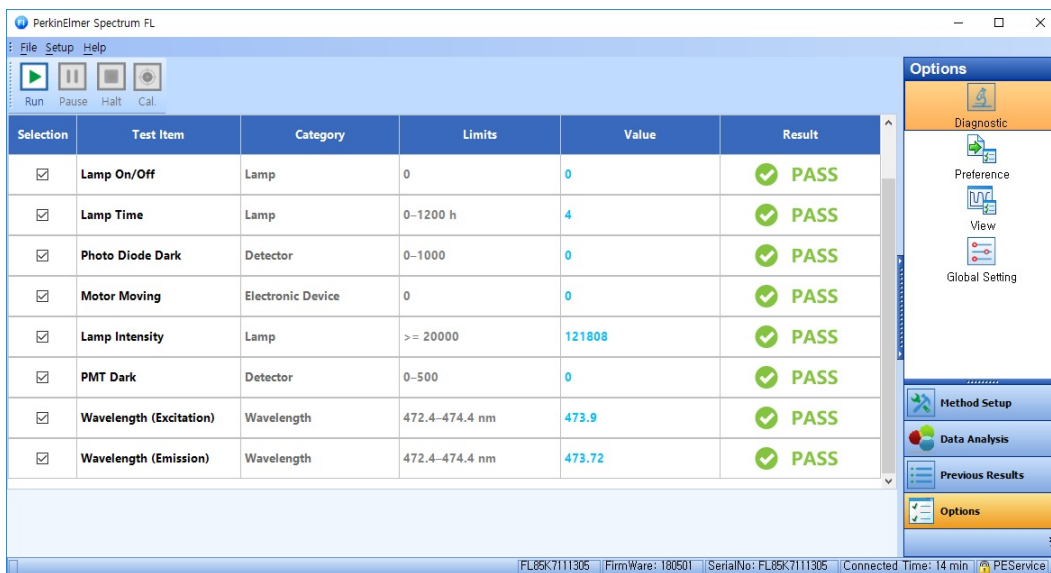 PerkinElmer Spectrum FL
File Setup Help
Run Pause Halt Cal.
Selection Test Item Category Limits Value Result
Lamp On/Off Lamp 0 0 PASS
Lamp Time Lamp 0–1200 h 4 PASS
Photo Diode Dark Detector 0–1000 0 PASS
Motor Moving Electronic Device 0 0 PASS
Lamp Intensity Lamp >= 20000 121808 PASS
PMT Dark Detector 0–500 0 PASS
Wavelength (Excitation) Wavelength 472.4–474.4 nm 473.9 PASS
Wavelength (Emission) Wavelength 472.4–474.4 nm 473.72 PASS
Options
Diagnostic
Preference
View
Global Setting
Method Setup
Data Analysis
Previous Results
Options
FL85K7111305 FirmWare: 180501 SerialNo: FL85K7111305 Connected Time: 14 min PEService